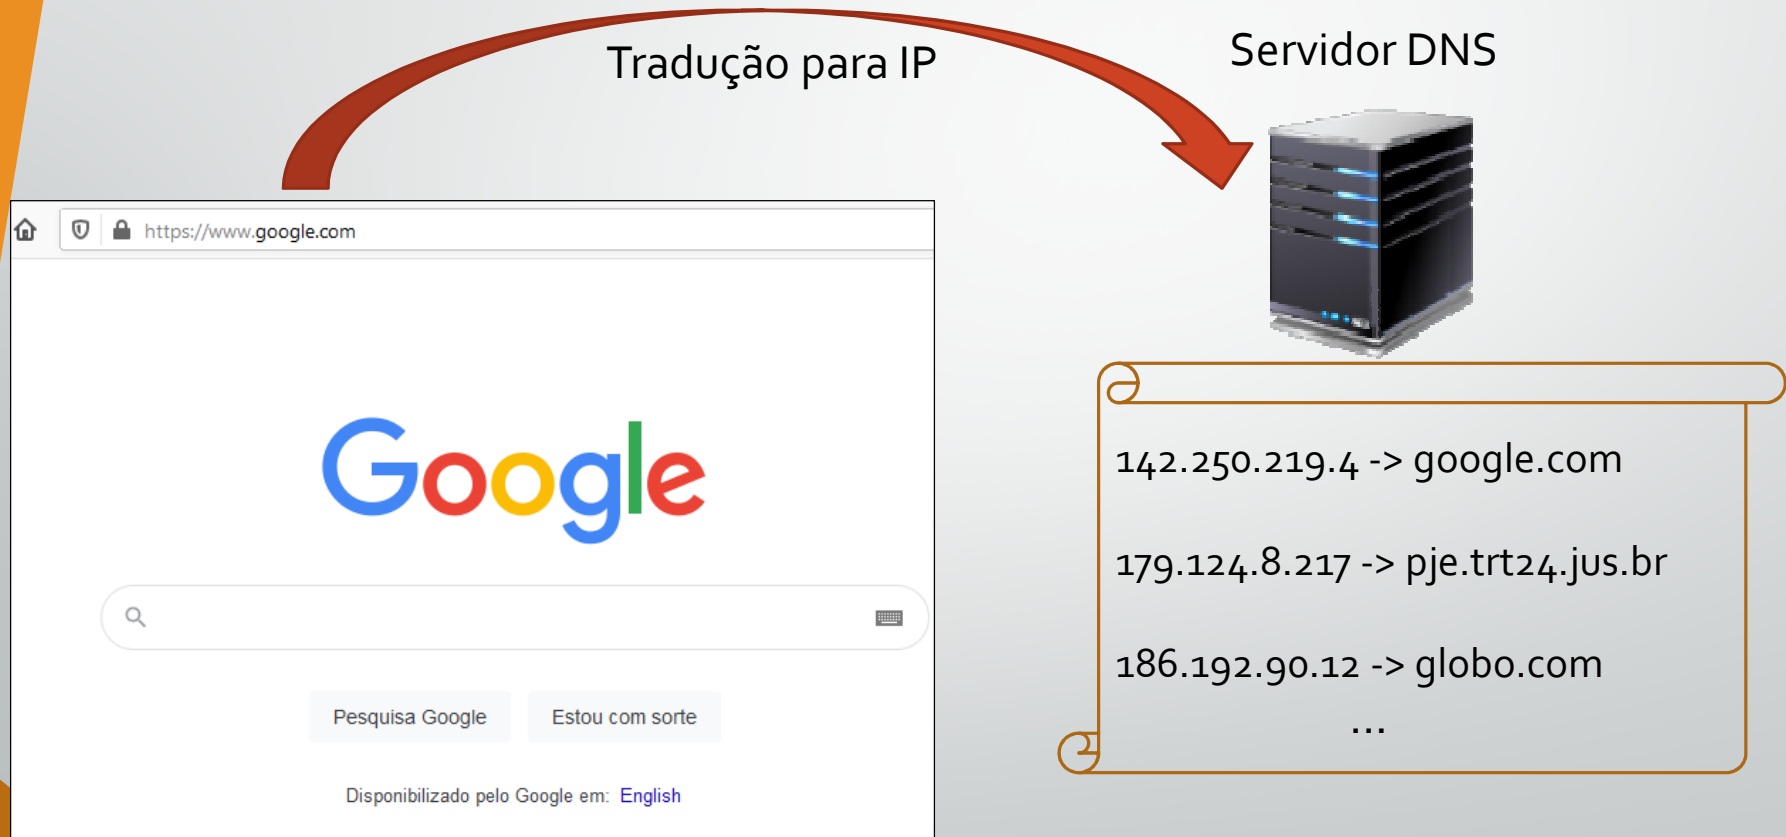 Tradução para IP
Servidor DNS
https://www.google.com
Google
Pesquisa Google
Estou com sorte
Disponibilizado pelo Google em: English
142.250.219.4 -> google.com
179.124.8.217 -> pje.trt24.jus.br
186.192.90.12 -> globo.com
...